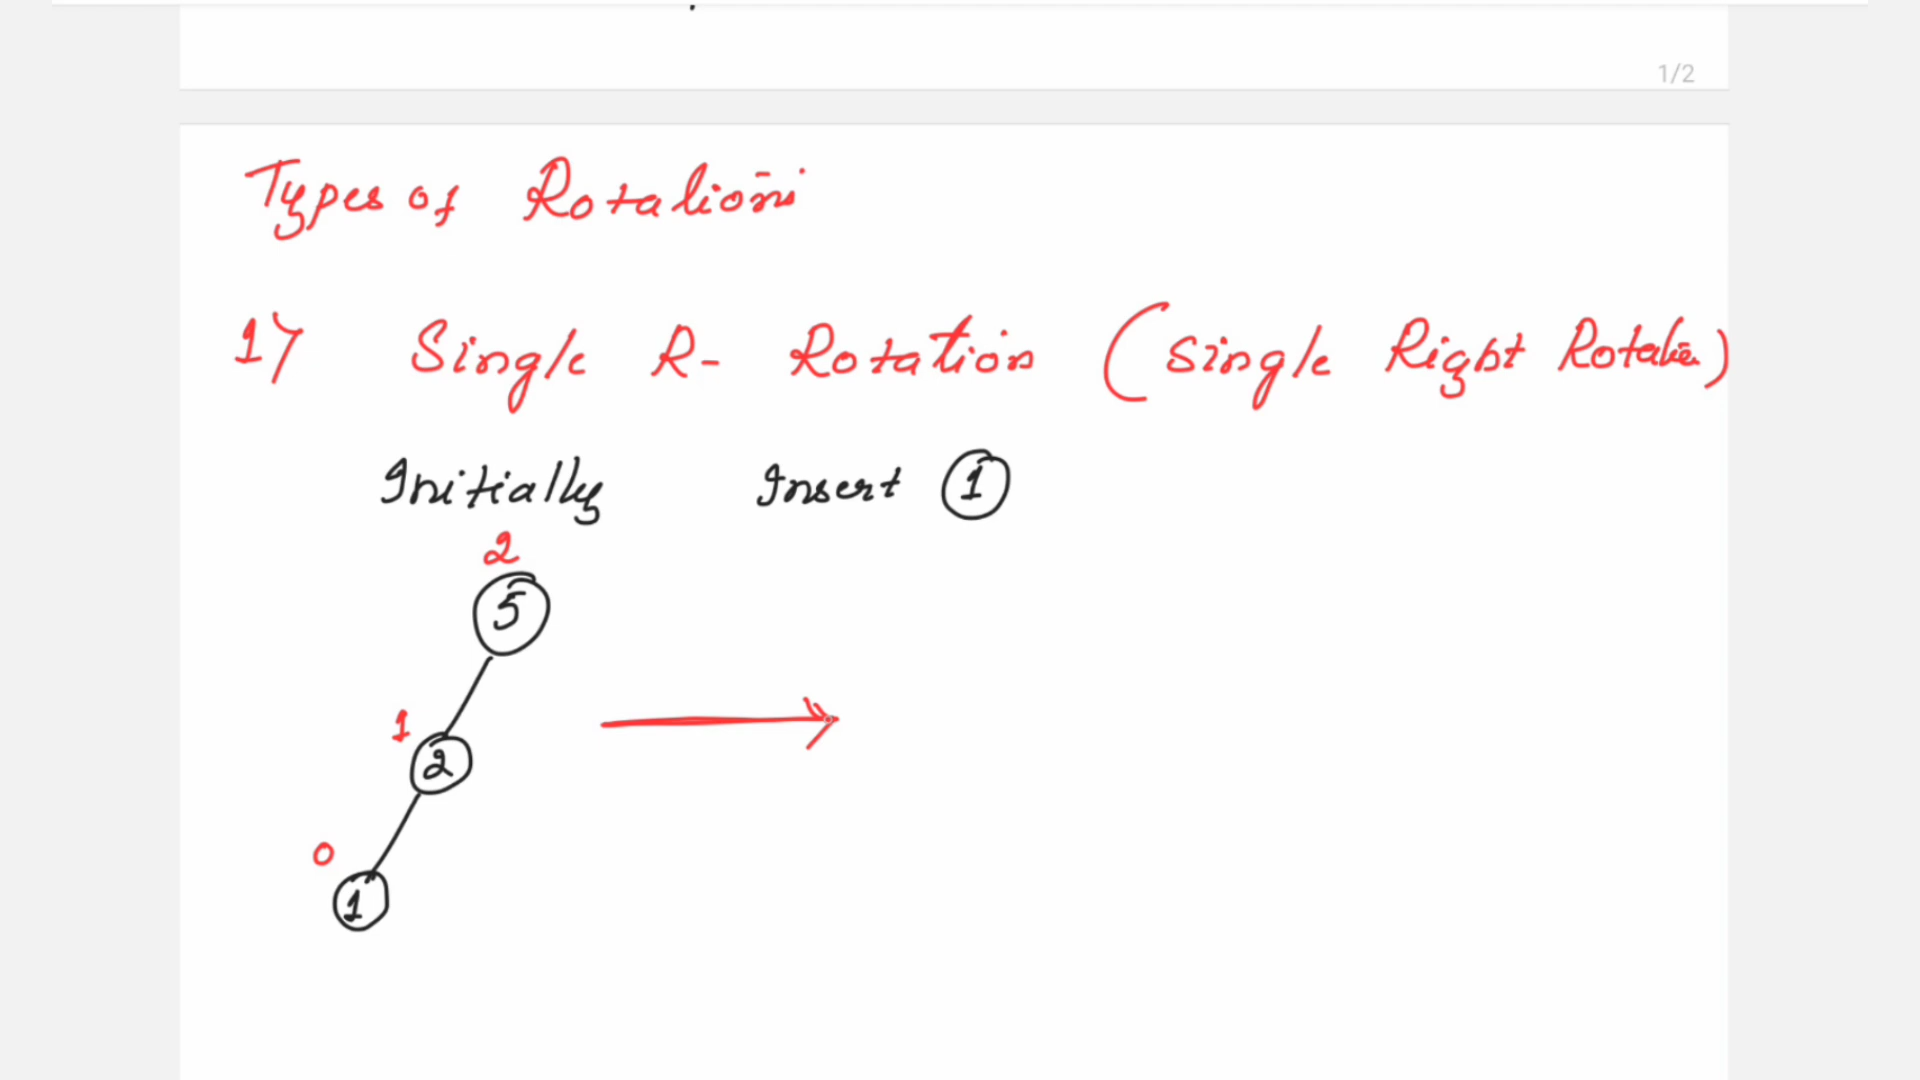 1/2
Types of Rotations
1) Single R- Rotation (Single Right Rotation)
Initially Insert 1
2
5
1
2
0
1